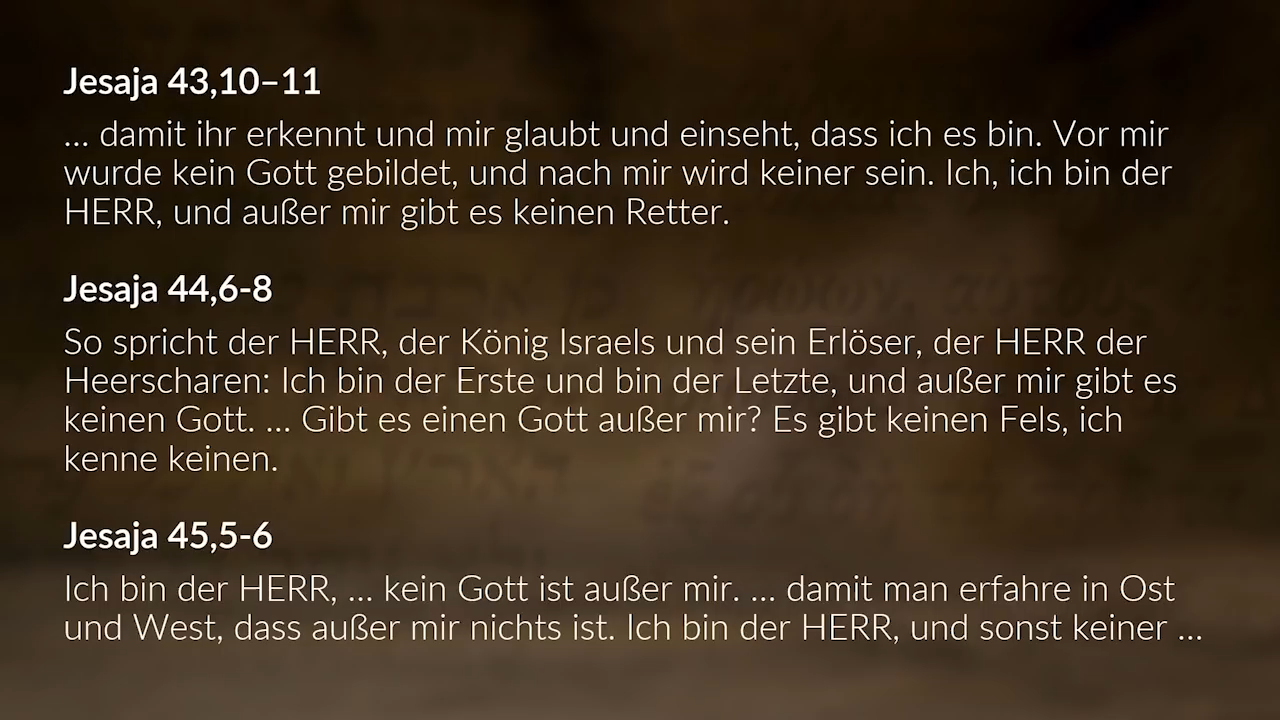 Jesaja 43,10–11
... damit ihr erkennt und mir glaubt und einseht, dass ich es bin. Vor mir
wurde kein Gott gebildet, und nach mir wird keiner sein. Ich, ich bin der
HERR, und außer mir gibt es keinen Retter.
Jesaja 44,6-8
So spricht der HERR, der König Israels und sein Erlöser, der HERR der
Heerscharen: Ich bin der Erste und bin der Letzte, und außer mir gibt es
keinen Gott. ... Gibt es einen Gott außer mir? Es gibt keinen Fels, ich
kenne keinen.
Jesaja 45,5-6
Ich bin der HERR, ... kein Gott ist außer mir. ... damit man erfahre in Ost
und West, dass außer mir nichts ist. Ich bin der HERR, und sonst keiner ...